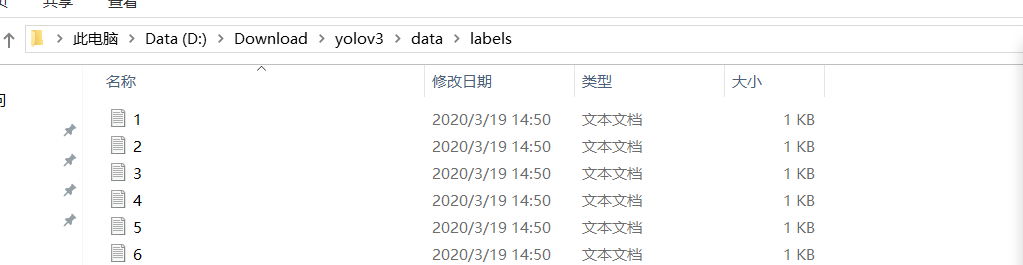 共享 查看
此电脑 Data (D:) Download yolov3 data labels
名称 修改日期 类型 大小
1 2020/3/19 14:50 文本文档 1 KB
2 2020/3/19 14:50 文本文档 1 KB
3 2020/3/19 14:50 文本文档 1 KB
4 2020/3/19 14:50 文本文档 1 KB
5 2020/3/19 14:50 文本文档 1 KB
6 2020/3/19 14:50 文本文档 1 KB